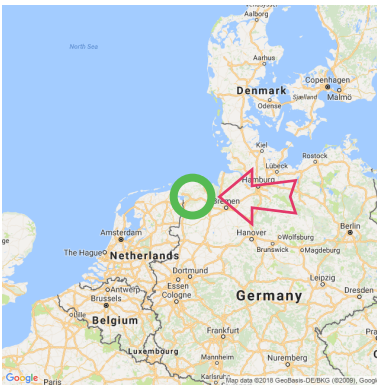 Aalborg
North Sea
Aarhus
Copenhagen
Denmark
Sjælland
Malmö
Odense
Kiel
Rostock
Lübeck
Hamburg
Bremen
Amsterdam
Berlin
Hanover
Wolfsburg
The Hague
Netherlands
Brunswick
Magdeburg
Dortmund
Essen
Leipzig
Antwerp
Cologne
Dresden
Brussels
Germany
Belgium
Frankfurt
Luxembourg
Mannheim
Nuremberg
Google
Paris
Karlsru
Map data ©2018 GeoBasis-DE/BKG (©2009), Googl